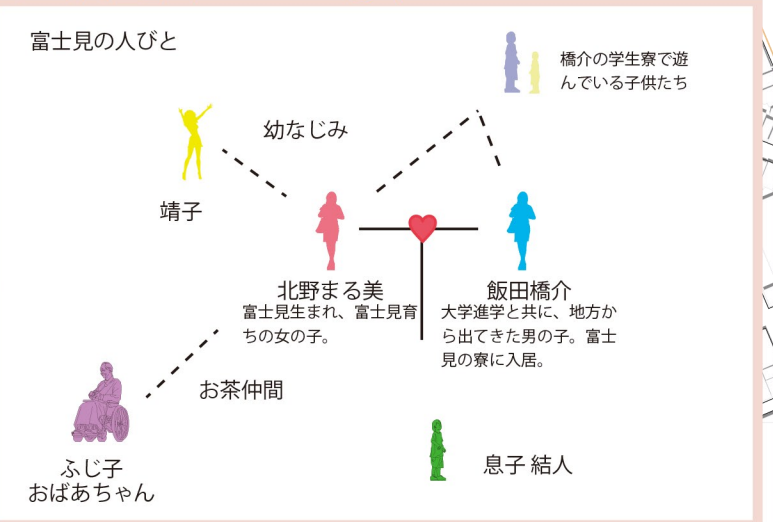 富士見の人びと
橋介の学生寮で遊
んでいる子供たち
幼なじみ
靖子
北野まる美
富士見生まれ、富士見育
ちの女の子。
飯田橋介
大学進学と共に、地方か
ら出てきた男の子。富士
見の寮に入居。
お茶仲間
ふじ子
おばあちゃん
息子 結人